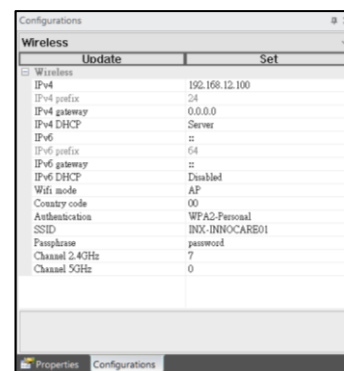 Configurations
Wireless
Update Set
Wireless
IPv4 192.168.12.100
IPv4 prefix 24
IPv4 gateway 0.0.0.0
IPv4 DHCP Server
IPv6 ::
IPv6 prefix 64
IPv6 gateway ::
IPv6 DHCP Disabled
Wifi mode AP
Country code 00
Authentication WPA2-Personal
SSID INX-INNOCARE01
Passphrase password
Channel 2.4GHz 7
Channel 5GHz 0
Properties Configurations